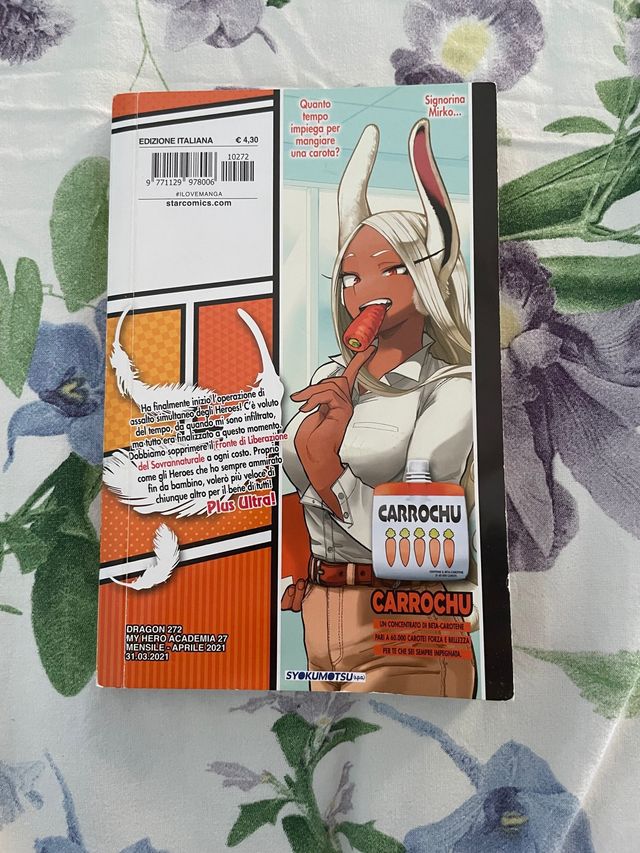 EDIZIONE ITALIANA € 4,30
10272
9 771129 978006
#ILOVEMANGA
starcomics.com
Quanto
tempo
impiega per
mangiare
una carota?
Signorina
Mirko...
Ha finalmente inizio l'operazione di
assalto simultaneo degli Heroes! C'è voluto
del tempo, da quando mi sono infiltrato,
ma tutto era finalizzato a questo momento.
Dobbiamo sopprimere il Fronte di Liberazione
del Sovrannaturale a ogni costo. Proprio
come gli Heroes che ho sempre ammirato
fin da bambino, volerò più veloce di
chiunque altro per il bene di tutti!
Plus Ultra!
DRAGON 272
MY HERO ACADEMIA 27
MENSILE - APRILE 2021
31.03.2021
CARROCHU
CARROCHU
UN CONCENTRATO DI BETA-CAROTENE
PARI A 60.000 CAROTE! FORZA E BELLEZZA
PER TE CHE SEI SEMPRE IMPEGNATA.
SYOKUMOTSU (s.p.a.)